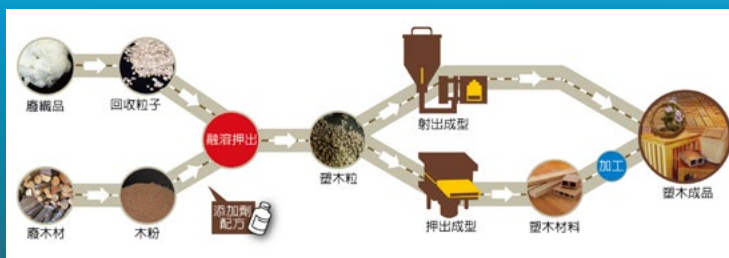 廢織品
回收粒子
融溶押出
廢木材
木粉
添加劑
配方
塑木粒
射出成型
押出成型
塑木材料
加工
塑木成品